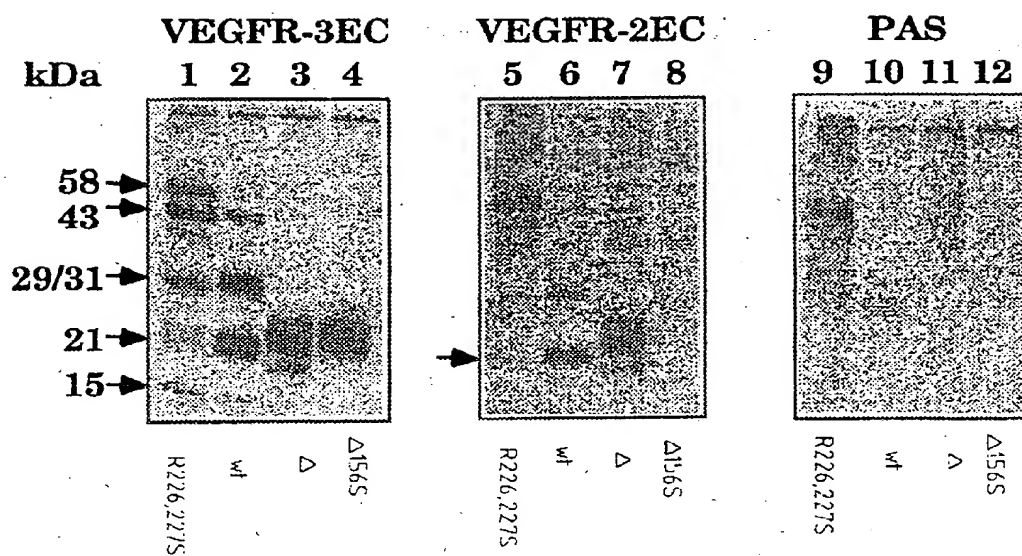 VEGFR-3EC VEGFR-2EC PAS
kDa 1 2 3 4 5 6 7 8 9 10 11 12
58
43
29/31
21
15
R226,227S wt Δ Δ156S R226,227S wt Δ Δ156S R226,227S wt Δ Δ156S